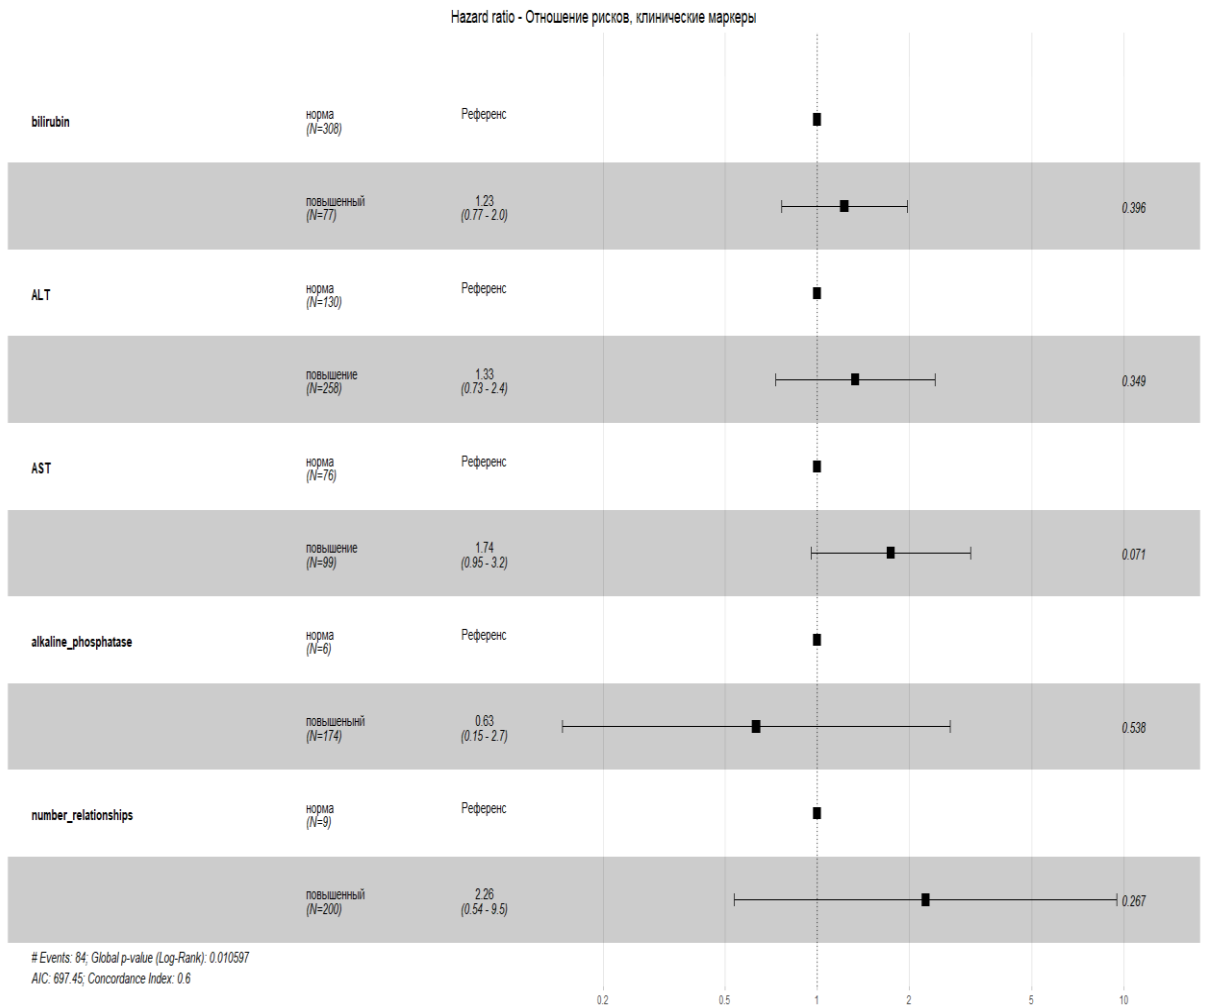 Hazard ratio - Отношение рисков, клинические маркеры
bilirubin
норма
(N=308)
Референс
повышенный
(N=77)
1.23
(0.77 - 2.0)
0.396
ALT
норма
(N=130)
Референс
повышение
(N=258)
1.33
(0.73 - 2.4)
0.349
AST
норма
(N=76)
Референс
повышение
(N=99)
1.74
(0.95 - 3.2)
0.071
alkaline_phosphatase
норма
(N=6)
Референс
повышенынй
(N=174)
0.63
(0.15 - 2.7)
0.538
number_relationships
норма
(N=9)
Референс
повышенный
(N=200)
2.26
(0.54 - 9.5)
0.267
# Events: 84; Global p-value (Log-Rank): 0.010597
AIC: 697.45; Concordance Index: 0.6
0.2 0.5 1 2 5 10